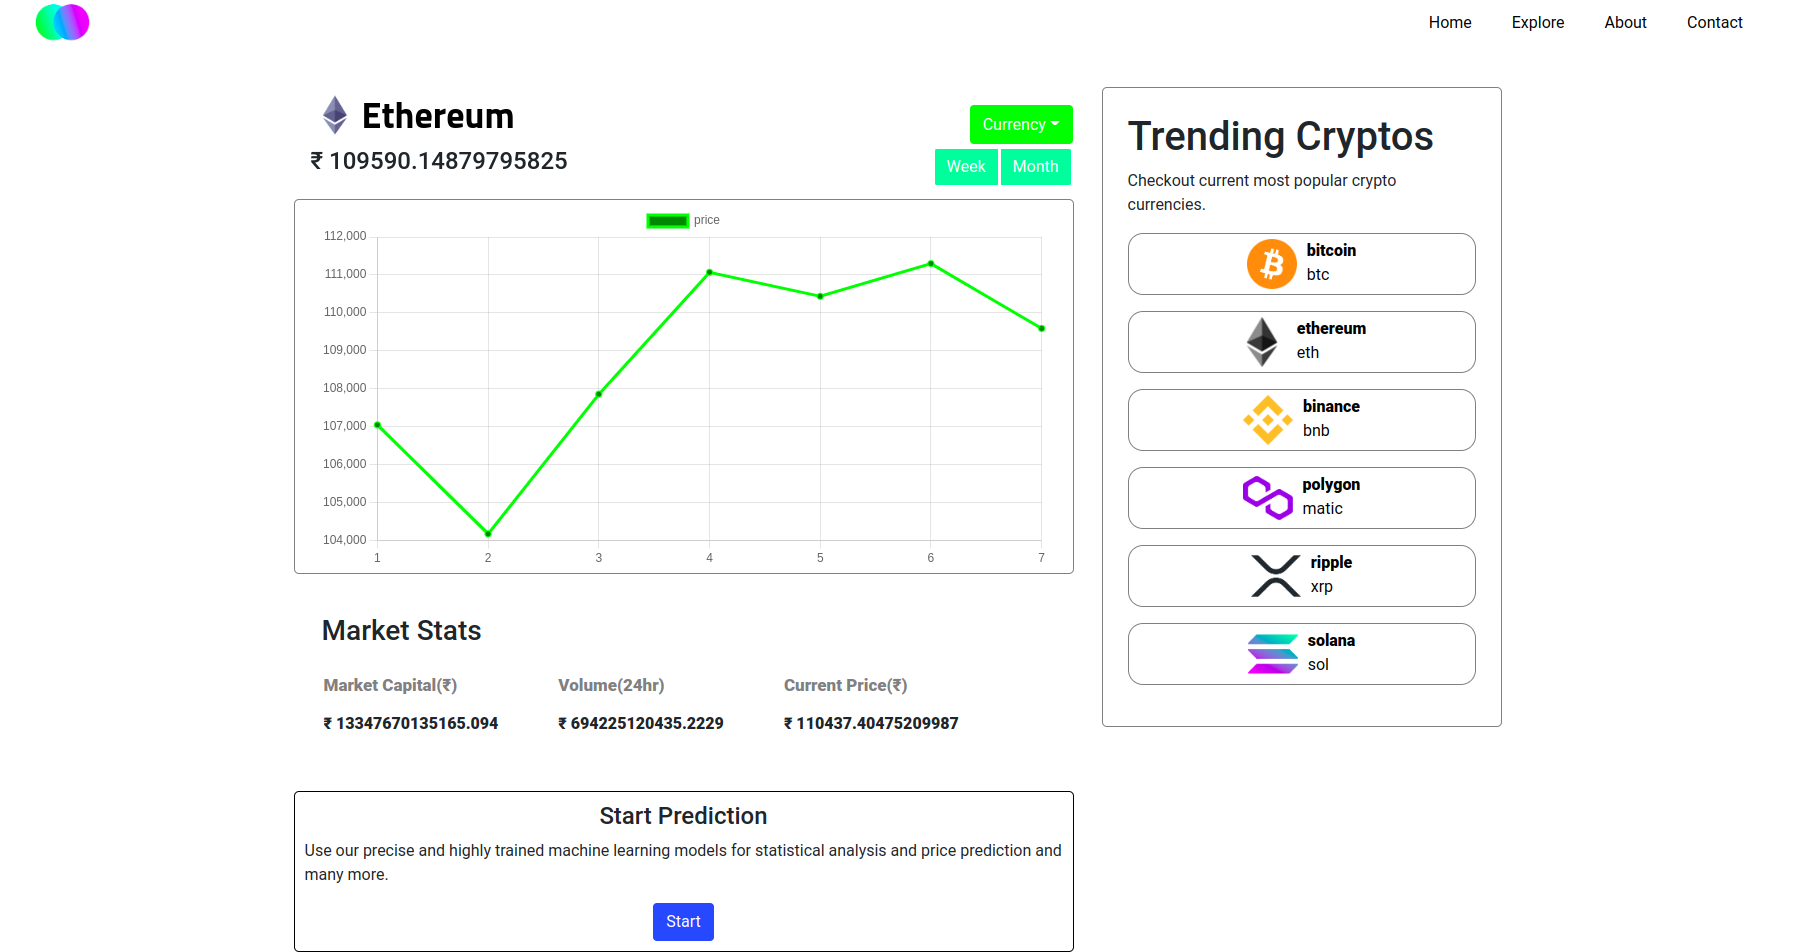 Home Explore About Contact
Ethereum
₹ 109590.14879795825
Currency
Week Month
price
112,000
111,000
110,000
109,000
108,000
107,000
106,000
105,000
104,000
1 2 3 4 5 6 7
Market Stats
Market Capital(₹) Volume(24hr) Current Price(₹)
₹ 13347670135165.094 ₹ 694225120435.2229 ₹ 110437.40475209987
Start Prediction
Use our precise and highly trained machine learning models for statistical analysis and price prediction and
many more.
Start
Trending Cryptos
Checkout current most popular crypto
currencies.
bitcoin
btc
ethereum
eth
binance
bnb
polygon
matic
ripple
xrp
solana
sol